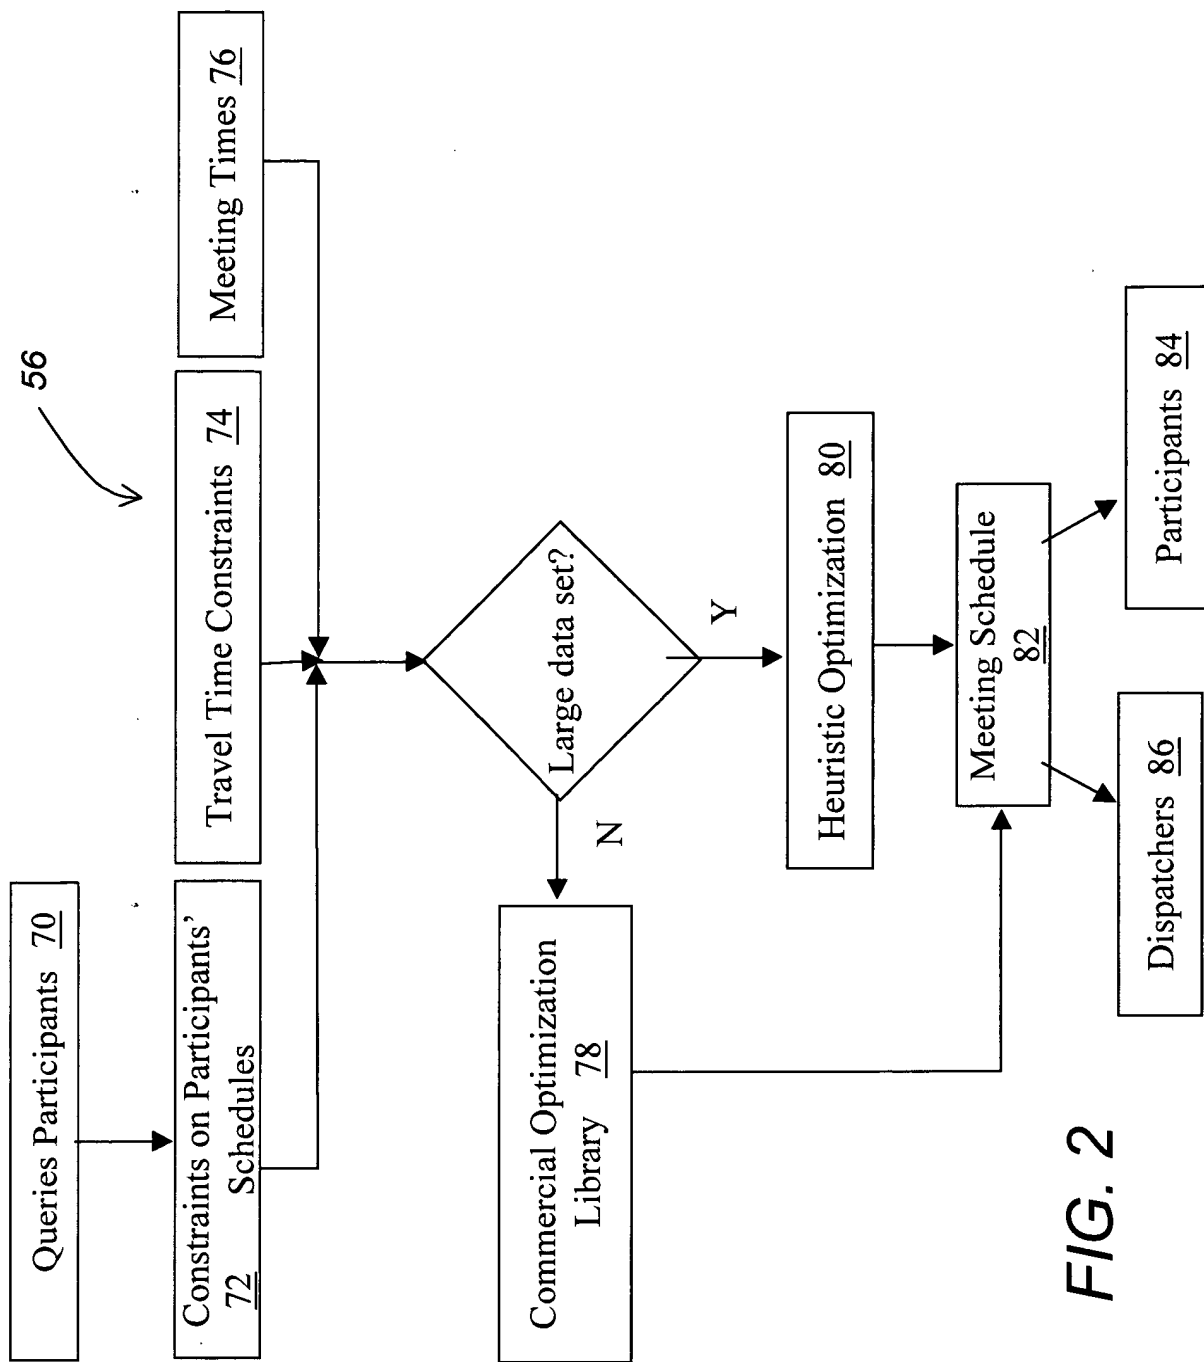 56
Queries Participants 70
Constraints on Participants'
72 Schedules
Travel Time Constraints 74
Meeting Times 76
Large data set?
N
Y
Commercial Optimization
Library 78
Heuristic Optimization 80
Meeting Schedule
82
Dispatchers 86
Participants 84
FIG. 2